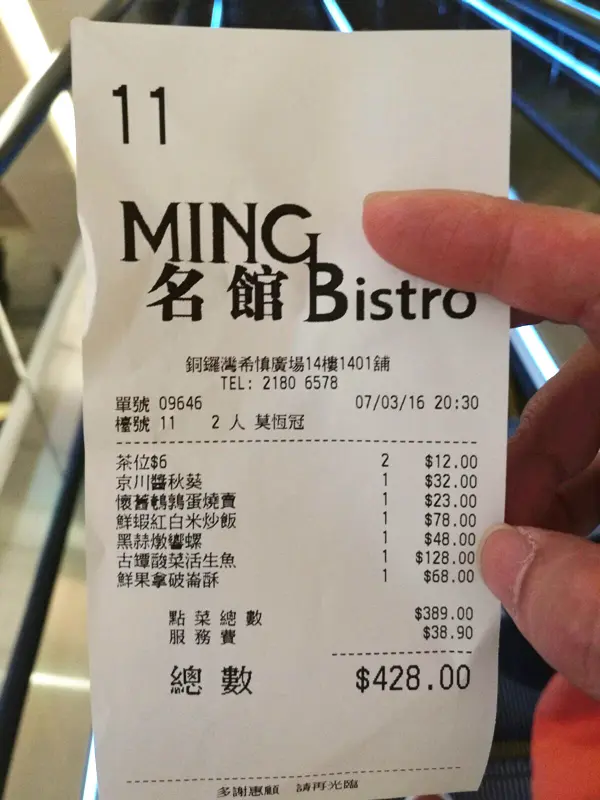 11
MING
名館 Bistro
銅鑼灣希慎廣場14樓1401舖
TEL: 2180 6578
單號 09646 07/03/16 20:30
檯號 11 2 人 莫恆冠
茶位$6 2 $12.00
京川醬秋葵 1 $32.00
懷舊鵪鶉蛋燒賣 1 $23.00
鮮蝦紅白米炒飯 1 $78.00
黑蒜燉響螺 1 $48.00
古罈酸菜活生魚 1 $128.00
鮮果拿破崙酥 1 $68.00
點菜總數 $389.00
服務費 $38.90
總數 $428.00
多謝惠顧 請再光臨